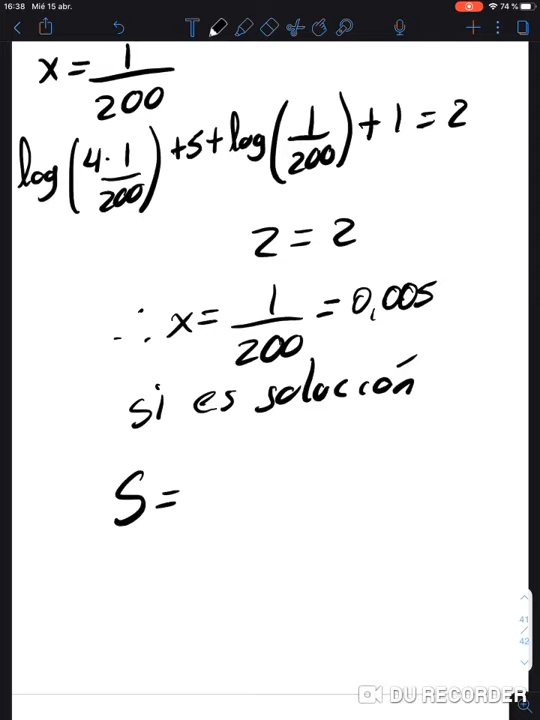 16:38 Mié 15 abr.
74 %
x = 1/200
log(4·1/200) + 5 + log(1/200) + 1 = 2
2 = 2
∴ x = 1/200 = 0,005
si es solución
S =
41
/
42
DU RECORDER